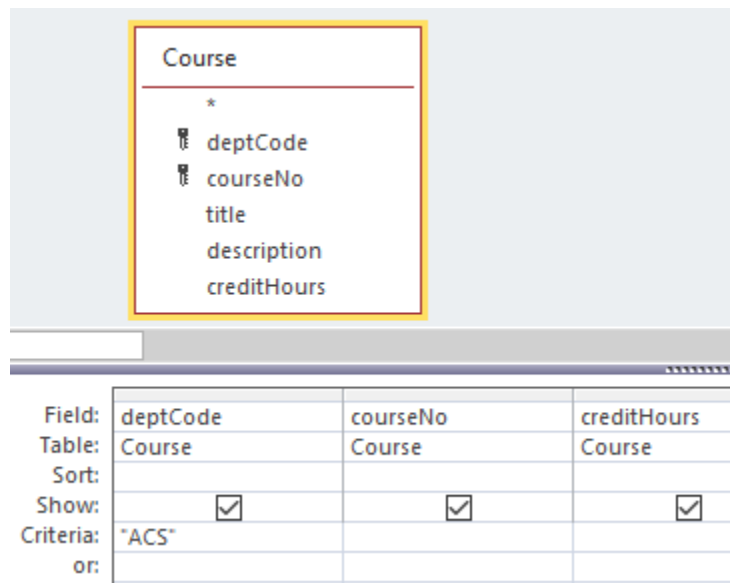 Course
*
deptCode
courseNo
title
description
creditHours
Field: deptCode courseNo creditHours
Table: Course Course Course
Sort:
Show:
Criteria: "ACS"
or: